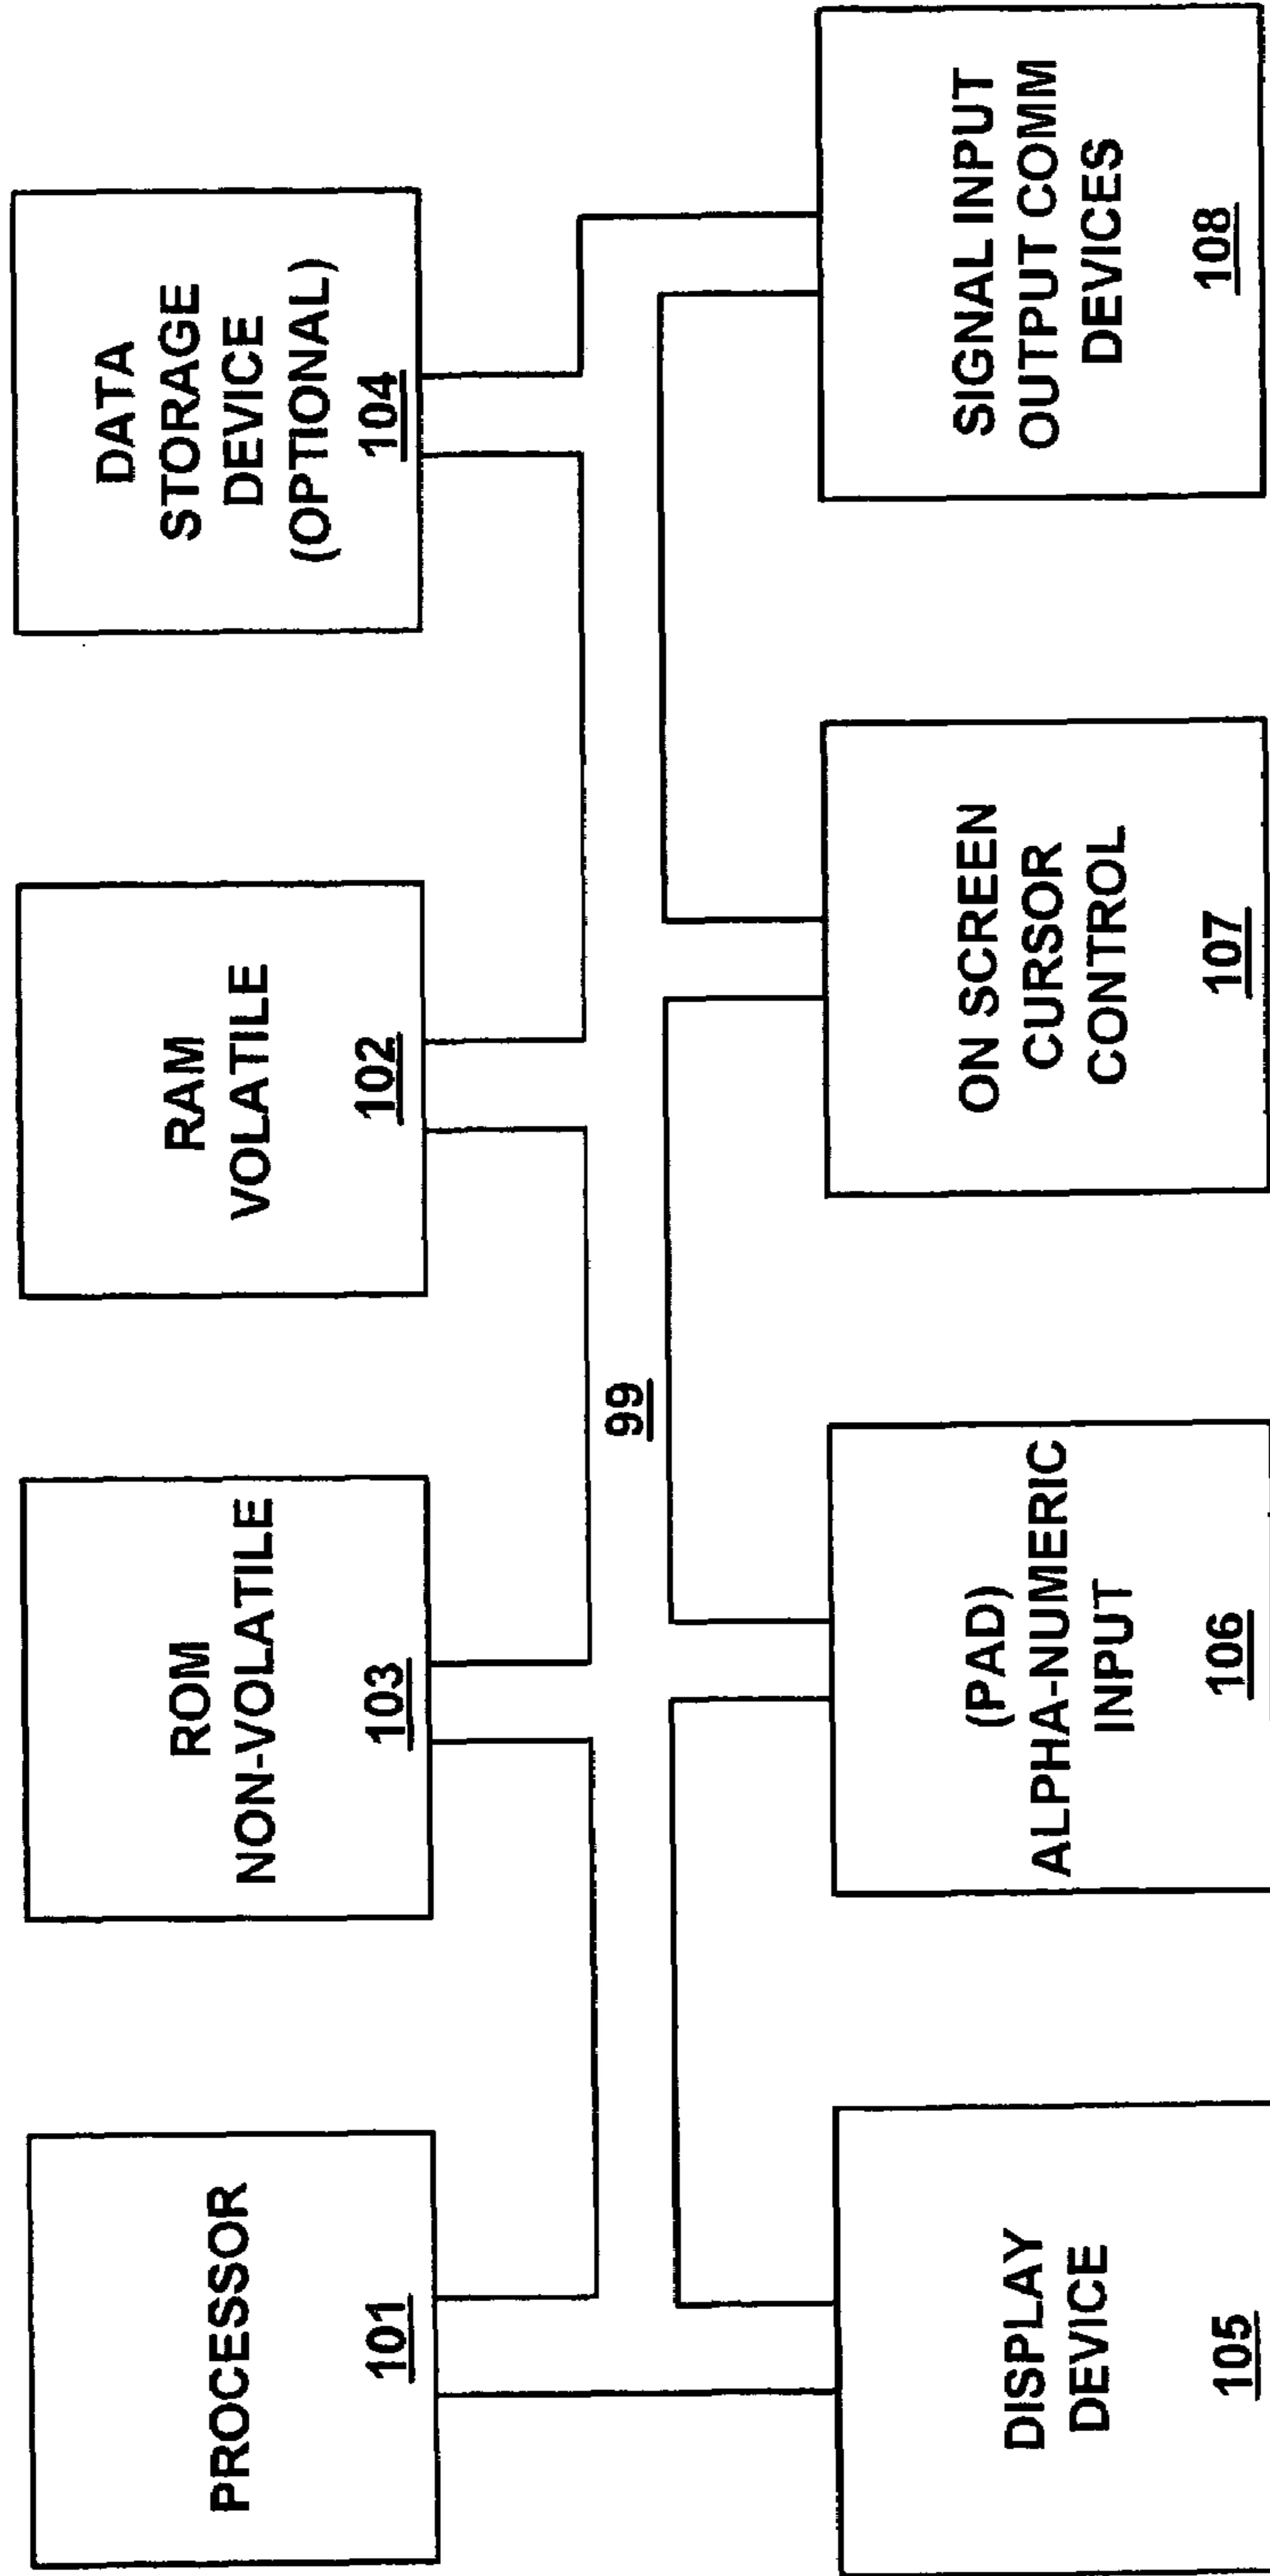 PROCESSOR
101
ROM
NON-VOLATILE
103
RAM
VOLATILE
102
DATA
STORAGE
DEVICE
(OPTIONAL)
104
99
DISPLAY
DEVICE
105
(PAD)
ALPHA-NUMERIC
INPUT
106
ON SCREEN
CURSOR
CONTROL
107
SIGNAL INPUT
OUTPUT COMM
DEVICES
108